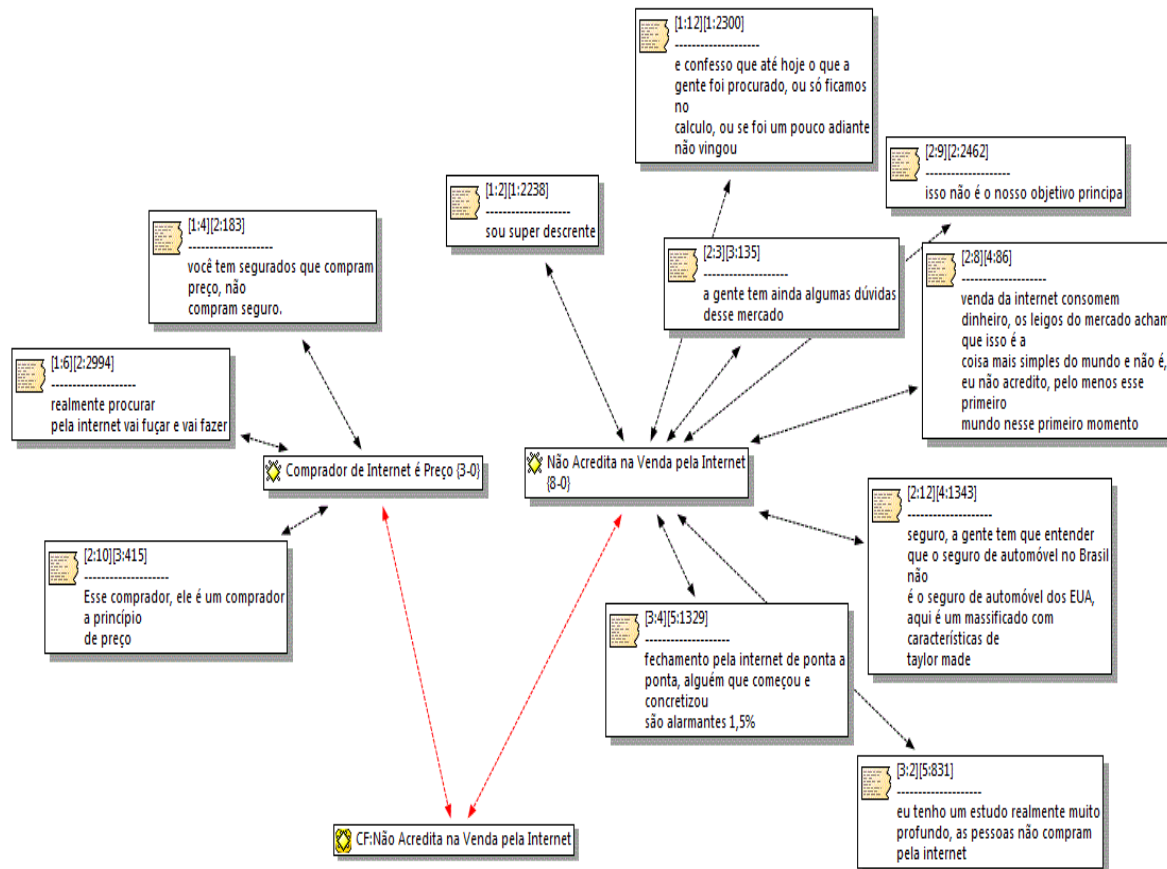 [1:12][1:2300]
--------------------
e confesso que até hoje o que a
gente foi procurado, ou só ficamos
no
calculo, ou se foi um pouco adiante
não vingou
[2:9][2:2462]
--------------------
isso não é o nosso objetivo principa
[1:2][1:2238]
--------------------
sou super descrente
[1:4][2:183]
--------------------
você tem segurados que compram
preço, não
compram seguro.
[2:3][3:135]
--------------------
a gente tem ainda algumas dúvidas
desse mercado
[2:8][4:86]
--------------------
venda da internet consomem
dinheiro, os leigos do mercado acham
que isso é a
coisa mais simples do mundo e não é,
eu não acredito, pelo menos esse
primeiro
mundo nesse primeiro momento
[1:6][2:2994]
--------------------
realmente procurar
pela internet vai fuçar e vai fazer
Comprador de Internet é Preço {3-0}
Não Acredita na Venda pela Internet
{8-0}
[2:12][4:1343]
--------------------
seguro, a gente tem que entender
que o seguro de automóvel no Brasil
não
é o seguro de automóvel dos EUA,
aqui é um massificado com
características de
taylor made
[2:10][3:415]
--------------------
Esse comprador, ele é um comprador
a princípio
de preço
[3:4][5:1329]
--------------------
fechamento pela internet de ponta a
ponta, alguém que começou e
concretizou
são alarmantes 1,5%
[3:2][5:831]
--------------------
eu tenho um estudo realmente muito
profundo, as pessoas não compram
pela internet
CF:Não Acredita na Venda pela Internet